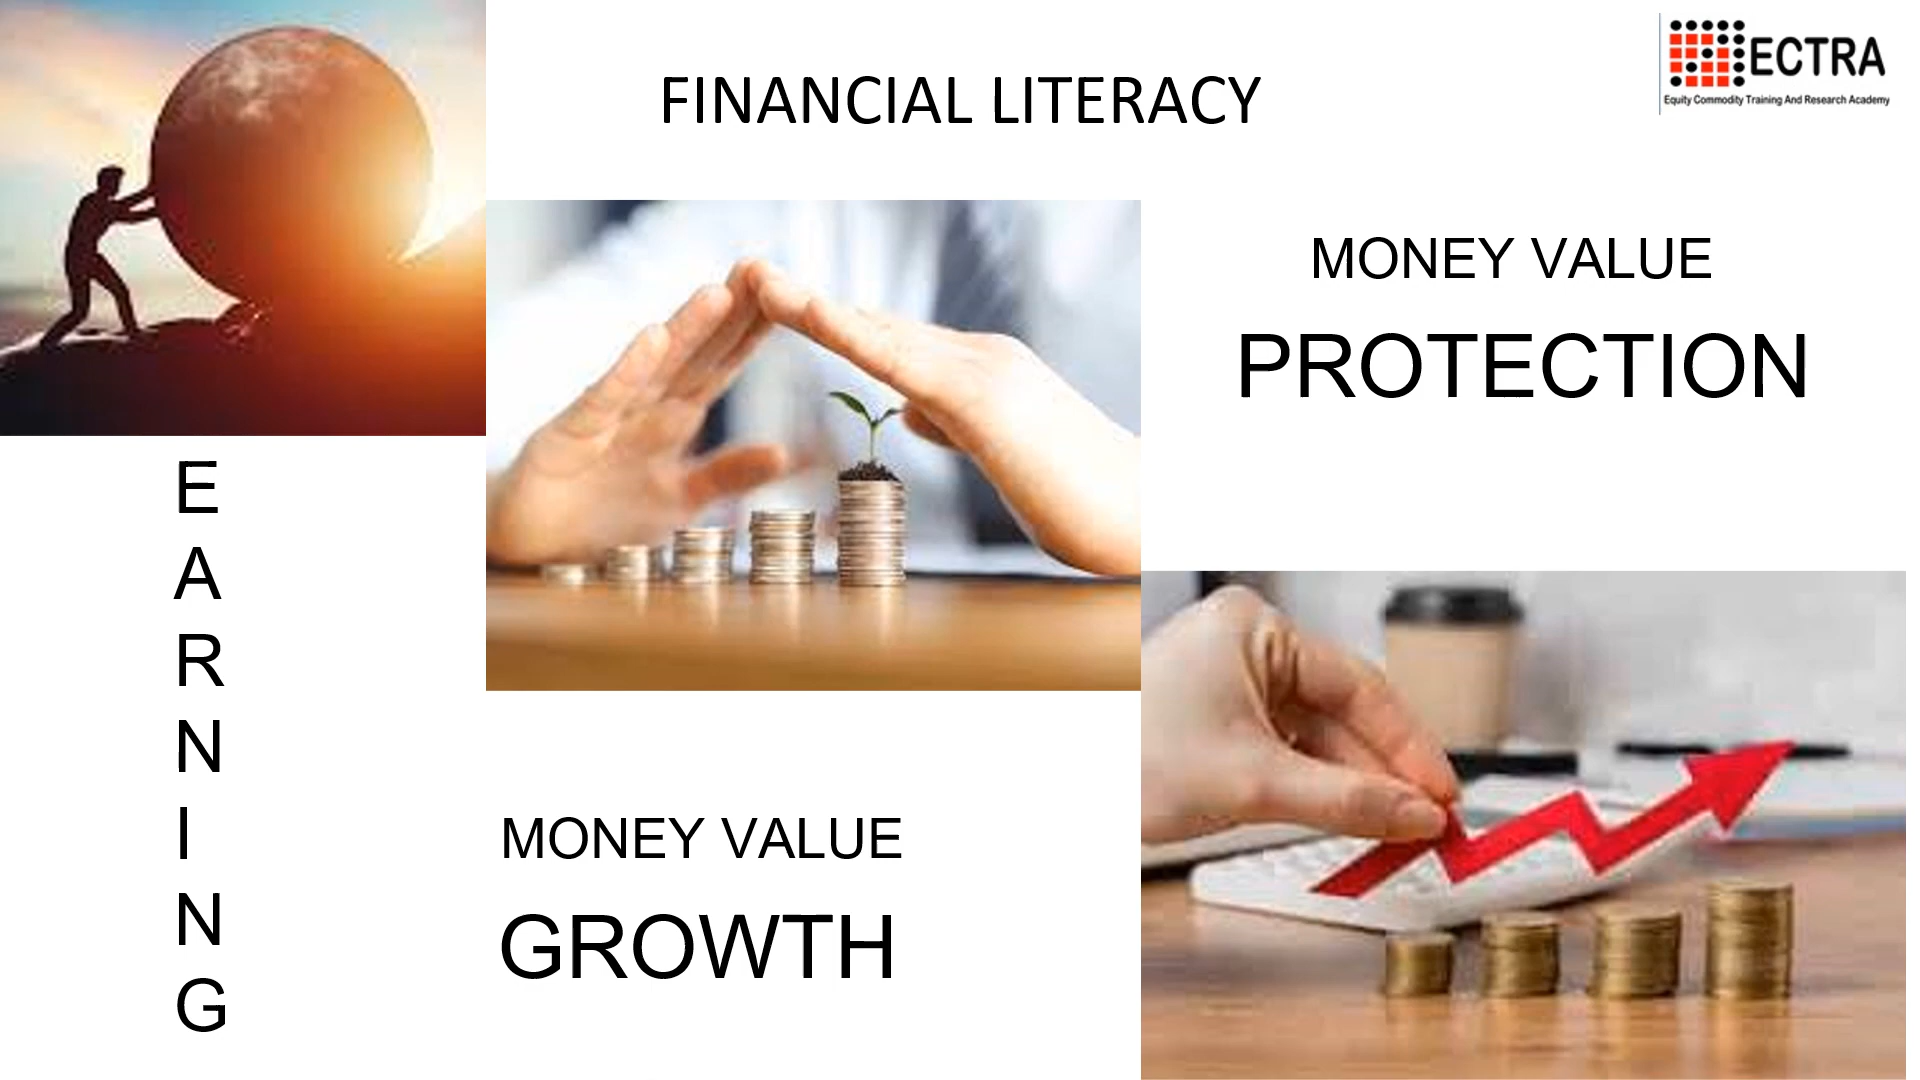 FINANCIAL LITERACY
ECTRA
Equity Commodity Training And Research Academy
MONEY VALUE
PROTECTION
E
A
R
N
I
N
G
MONEY VALUE
GROWTH